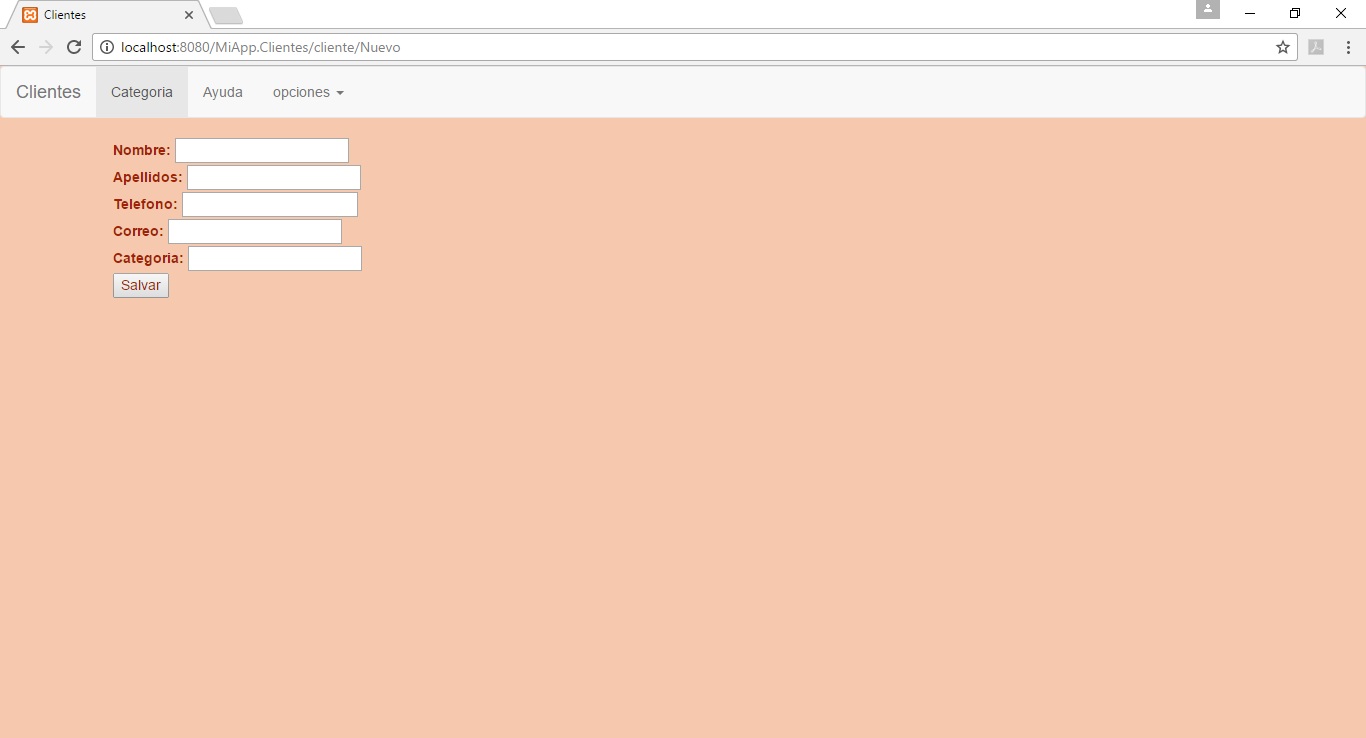 Clientes
localhost:8080/MiApp.Clientes/cliente/Nuevo
Clientes Categoria Ayuda opciones
Nombre:
Apellidos:
Telefono:
Correo:
Categoria:
Salvar